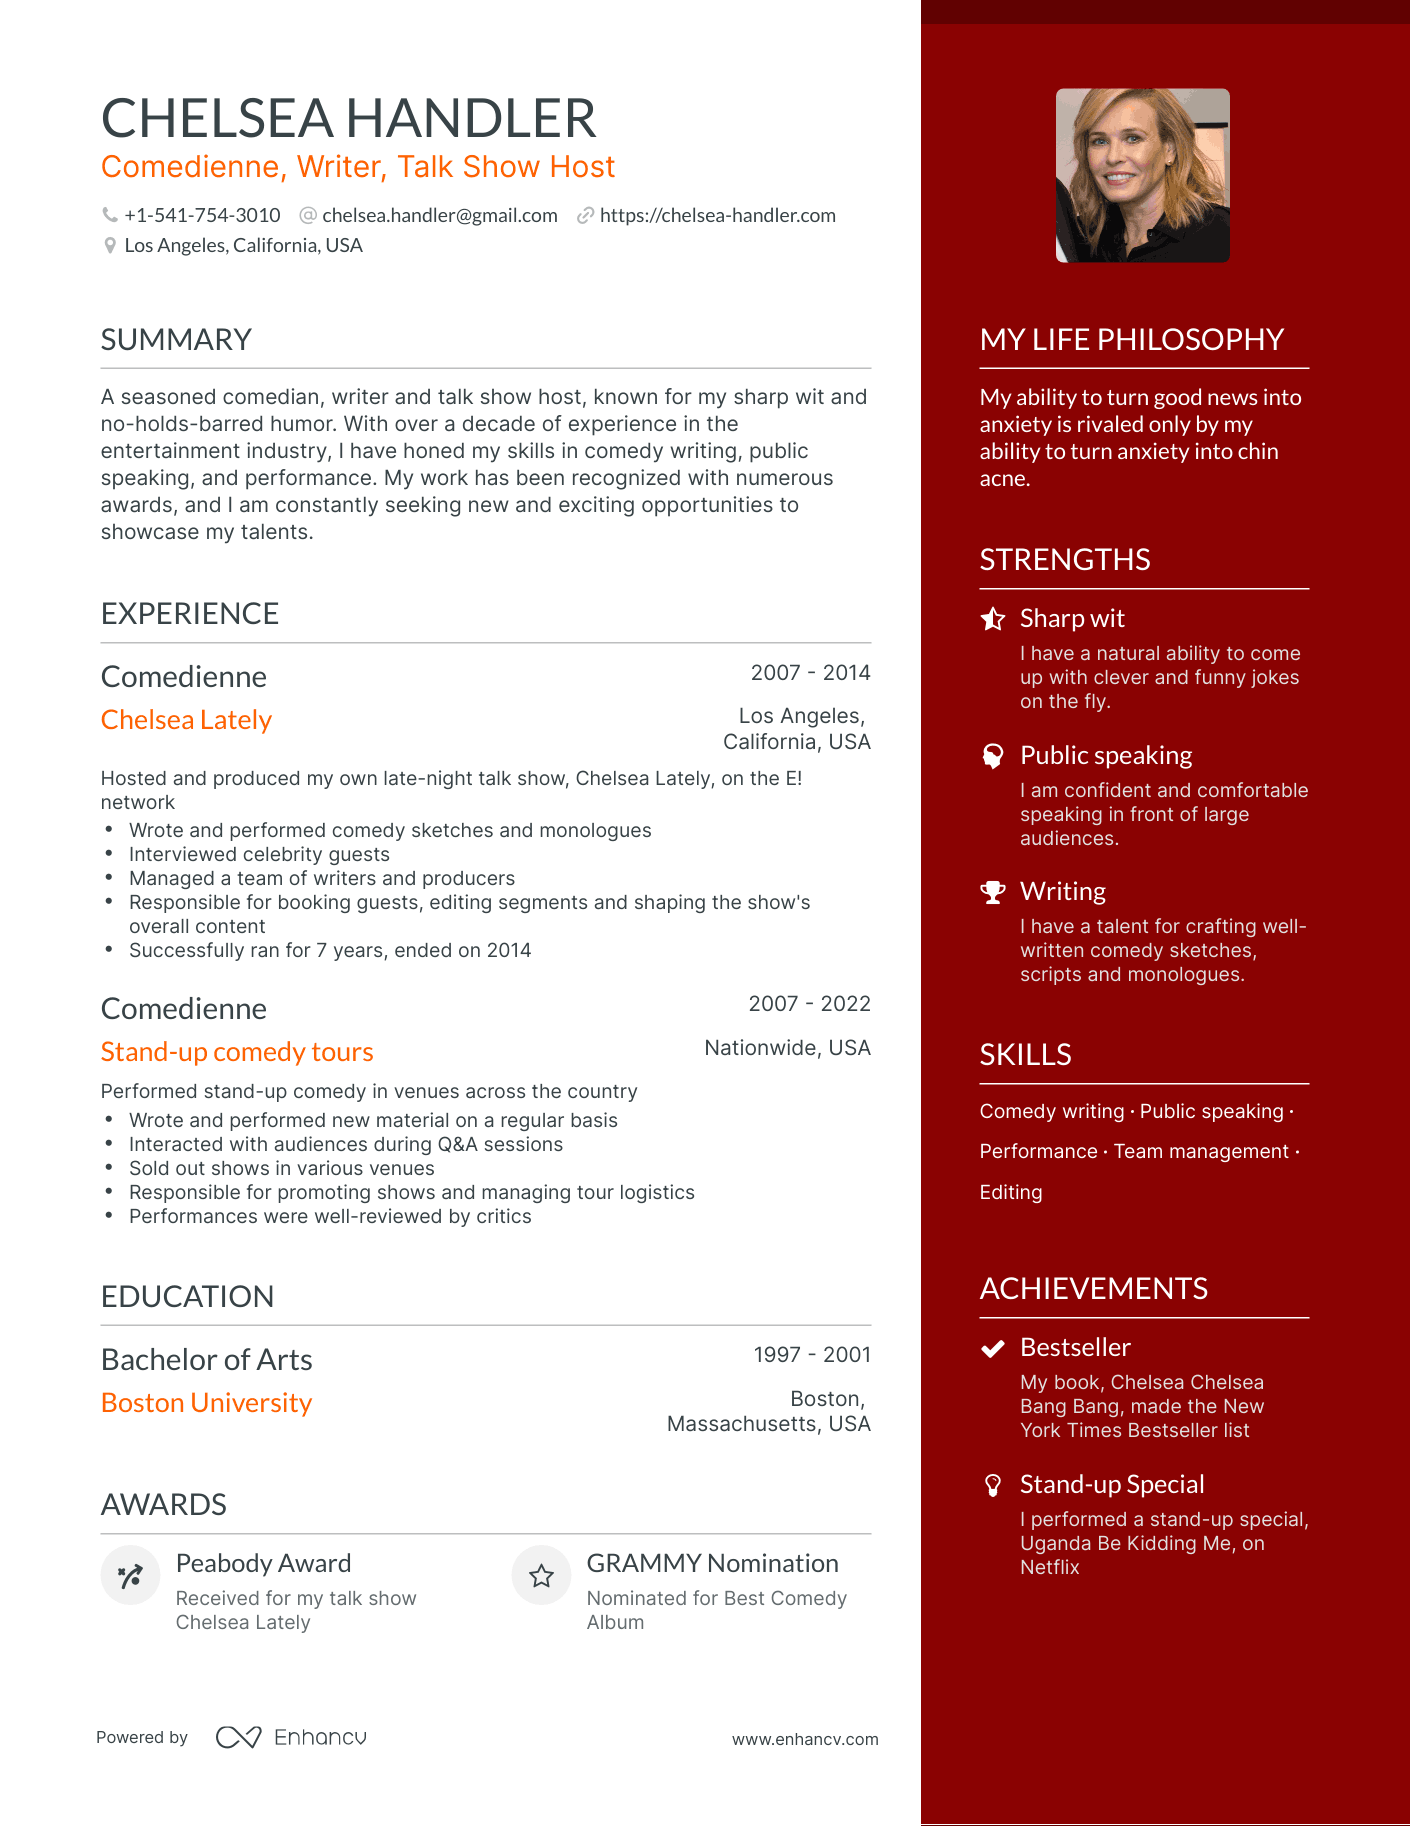 CHELSEA HANDLER
Comedienne, Writer, Talk Show Host
+1-541-754-3010 @ chelsea.handler@gmail.com https://chelsea-handler.com
Los Angeles, California, USA
SUMMARY
A seasoned comedian, writer and talk show host, known for my sharp wit and
no-holds-barred humor. With over a decade of experience in the
entertainment industry, I have honed my skills in comedy writing, public
speaking, and performance. My work has been recognized with numerous
awards, and I am constantly seeking new and exciting opportunities to
showcase my talents.
EXPERIENCE
Comedienne 2007 - 2014
Chelsea Lately Los Angeles,
California, USA
Hosted and produced my own late-night talk show, Chelsea Lately, on the E!
network
• Wrote and performed comedy sketches and monologues
• Interviewed celebrity guests
• Managed a team of writers and producers
• Responsible for booking guests, editing segments and shaping the show's
overall content
• Successfully ran for 7 years, ended on 2014
Comedienne 2007 - 2022
Stand-up comedy tours Nationwide, USA
Performed stand-up comedy in venues across the country
• Wrote and performed new material on a regular basis
• Interacted with audiences during Q&A sessions
• Sold out shows in various venues
• Responsible for promoting shows and managing tour logistics
• Performances were well-reviewed by critics
EDUCATION
Bachelor of Arts 1997 - 2001
Boston University Boston,
Massachusetts, USA
AWARDS
Peabody Award
Received for my talk show
Chelsea Lately
GRAMMY Nomination
Nominated for Best Comedy
Album
Powered by Enhancv www.enhancv.com
MY LIFE PHILOSOPHY
My ability to turn good news into
anxiety is rivaled only by my
ability to turn anxiety into chin
acne.
STRENGTHS
Sharp wit
I have a natural ability to come
up with clever and funny jokes
on the fly.
Public speaking
I am confident and comfortable
speaking in front of large
audiences.
Writing
I have a talent for crafting well-
written comedy sketches,
scripts and monologues.
SKILLS
Comedy writing · Public speaking ·
Performance · Team management ·
Editing
ACHIEVEMENTS
Bestseller
My book, Chelsea Chelsea
Bang Bang, made the New
York Times Bestseller list
Stand-up Special
I performed a stand-up special,
Uganda Be Kidding Me, on
Netflix